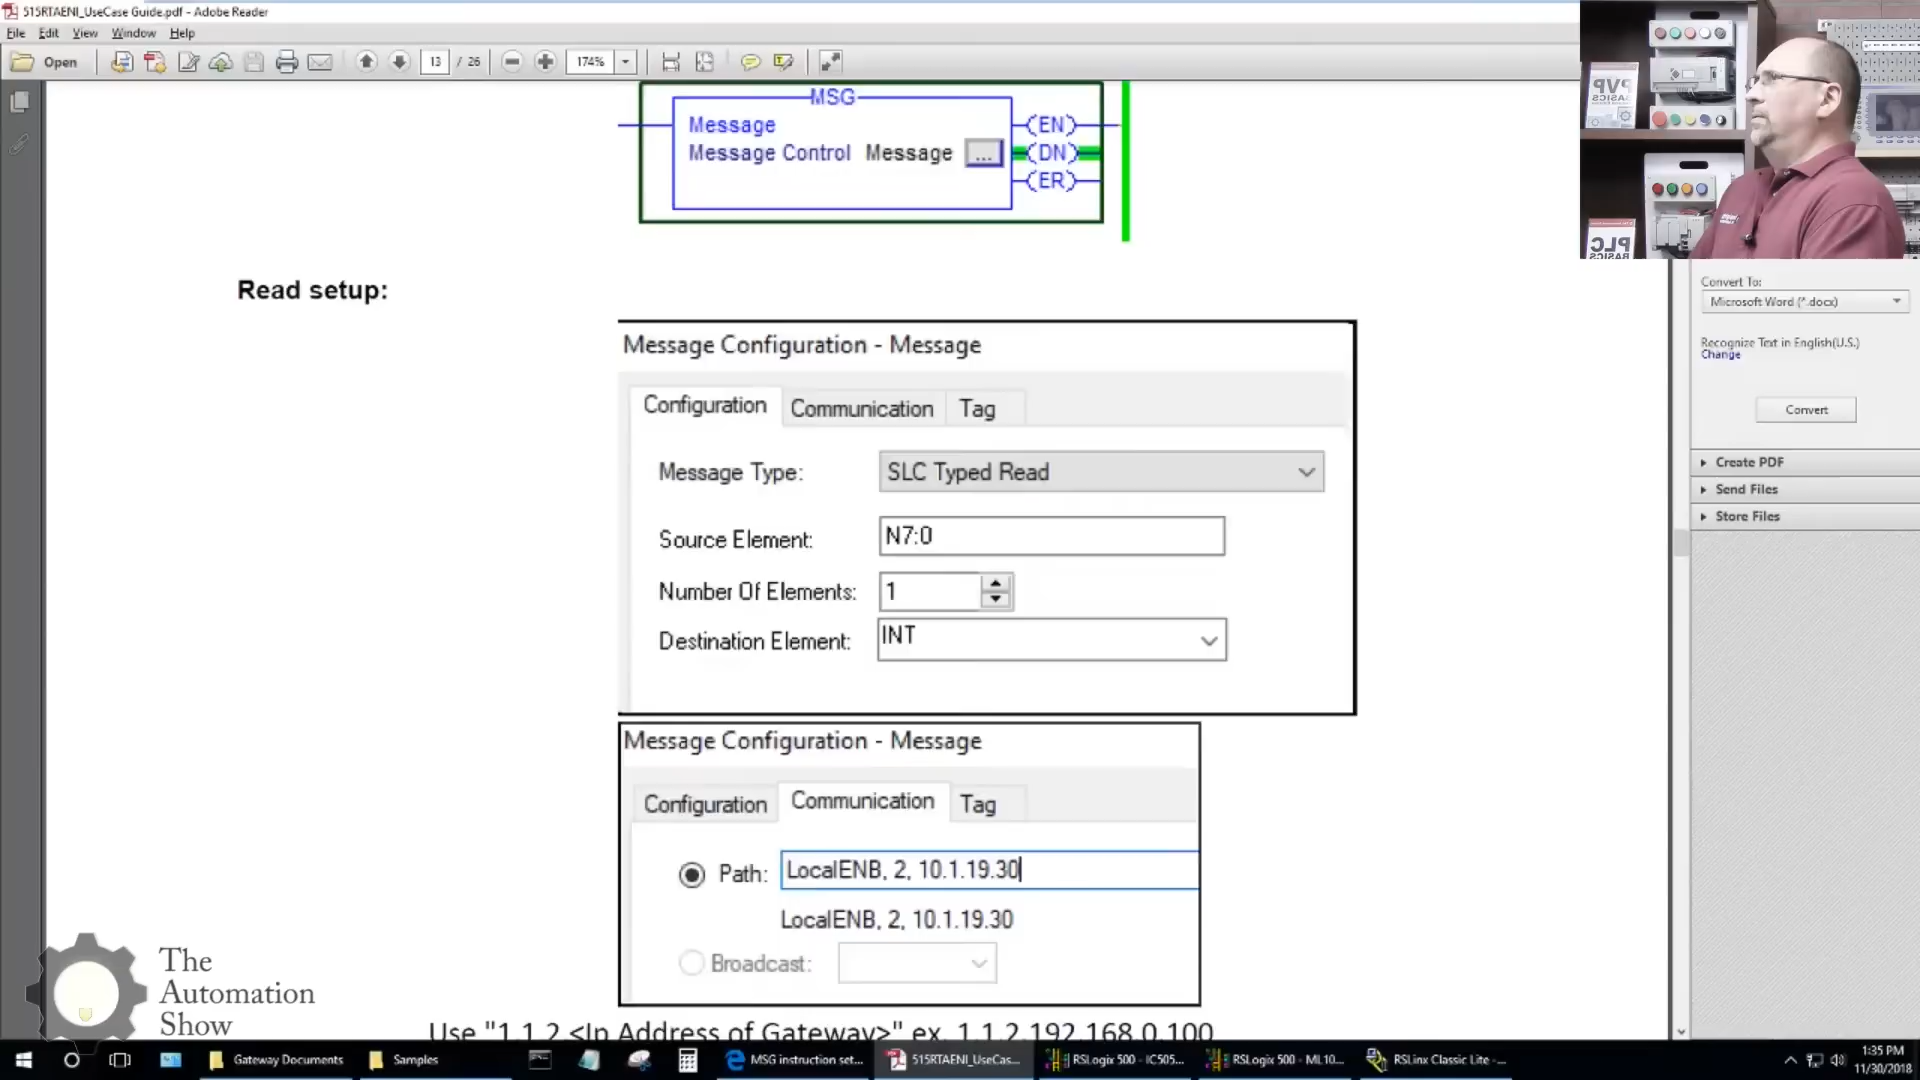 515RTAENI_UseCase Guide.pdf - Adobe Reader
File Edit View Window Help
Open 13 / 26 174%
MSG
Message
Message Control Message ...
(EN)
(DN)
(ER)
Read setup:
Message Configuration - Message
Configuration Communication Tag
Message Type: SLC Typed Read
Source Element: N7:0
Number Of Elements: 1
Destination Element: INT
Message Configuration - Message
Configuration Communication Tag
Path: LocalENB, 2, 10.1.19.30
LocalENB, 2, 10.1.19.30
Broadcast:
Use "1,1,2,<Ip Address of Gateway>" ex. 1,1,2,192.168.0.100
PVP
BASICS
PLC
BASICS
Convert To:
Microsoft Word (*.docx)
Recognize Text in English(U.S.)
Change
Convert
Create PDF
Send Files
Store Files
The
Automation
Show
Gateway Documents
Samples
MSG instruction set...
515RTAENI_UseCas...
RSLogix 500 - IC505...
RSLogix 500 - ML10...
RSLinx Classic Lite -...
1:35 PM
11/30/2018